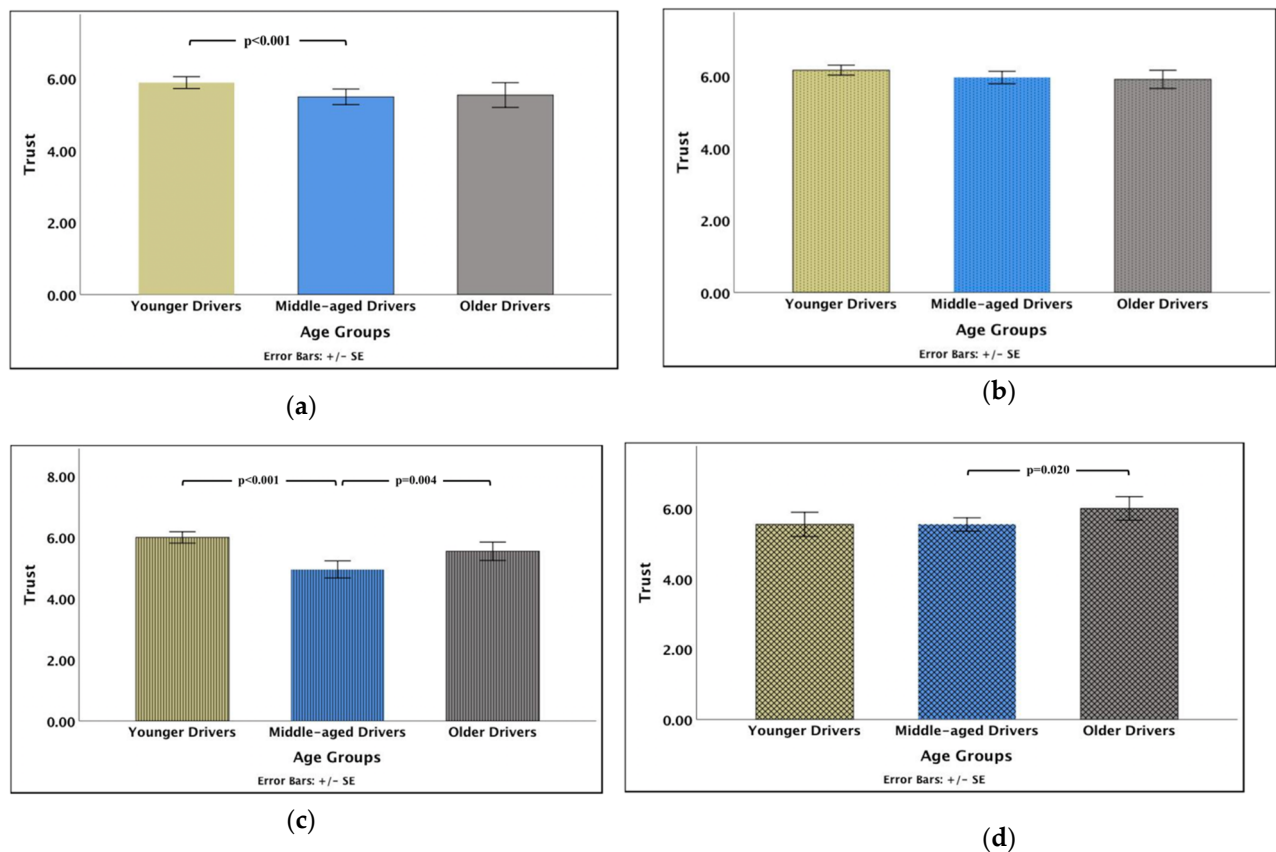 p<0.001
6.00
4.00
2.00
0.00
Trust
Younger Drivers Middle-aged Drivers Older Drivers
Age Groups
Error Bars: +/- SE
(a)
6.00
4.00
2.00
0.00
Trust
Younger Drivers Middle-aged Drivers Older Drivers
Age Groups
Error Bars: +/- SE
(b)
p<0.001 p=0.004
8.00
6.00
4.00
2.00
0.00
Trust
Younger Drivers Middle-aged Drivers Older Drivers
Age Groups
Error Bars: +/- SE
(c)
p=0.020
6.00
4.00
2.00
0.00
Trust
Younger Drivers Middle-aged Drivers Older Drivers
Age Groups
Error Bars: +/- SE
(d)